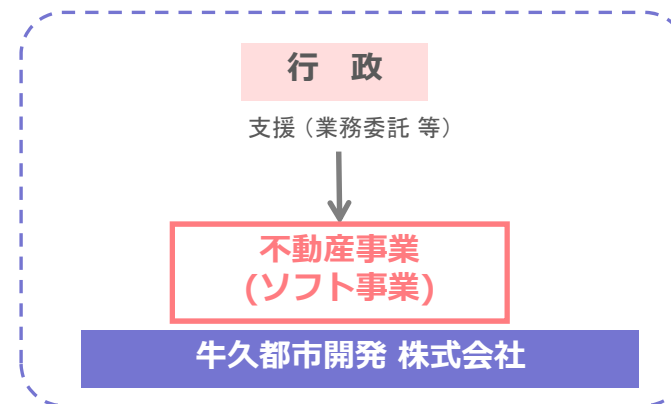 行　政
支援（業務委託 等）
不動産事業
(ソフト事業)
牛久都市開発 株式会社